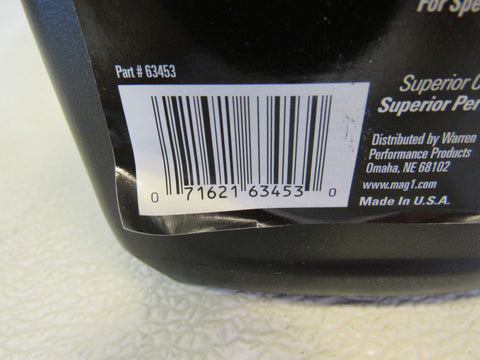 For Spe
Part # 63453
Superior
Superior Per
Distributed by Warren
Performance Products
Omaha, NE 68102
www.mag1.com
Made In U.S.A.
0 71621 63453 0